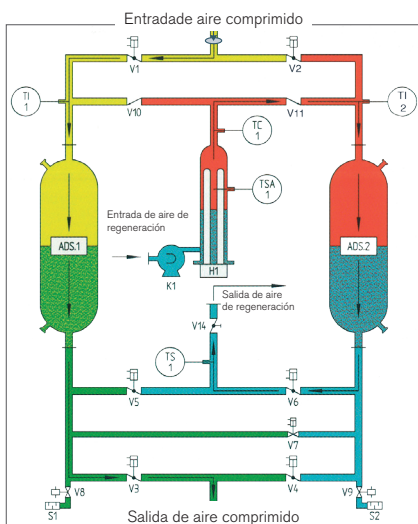 Entradade aire comprimido
V1
V2
TI
1
TI
2
V10
V11
TC
1
TSA
1
Entrada de aire de
regeneración
ADS.1
ADS.2
K1
H1
Salida de aire
de regeneración
V14
TS
1
V5
V6
V7
V3
V4
V8
V9
S1
S2
Salida de aire comprimido